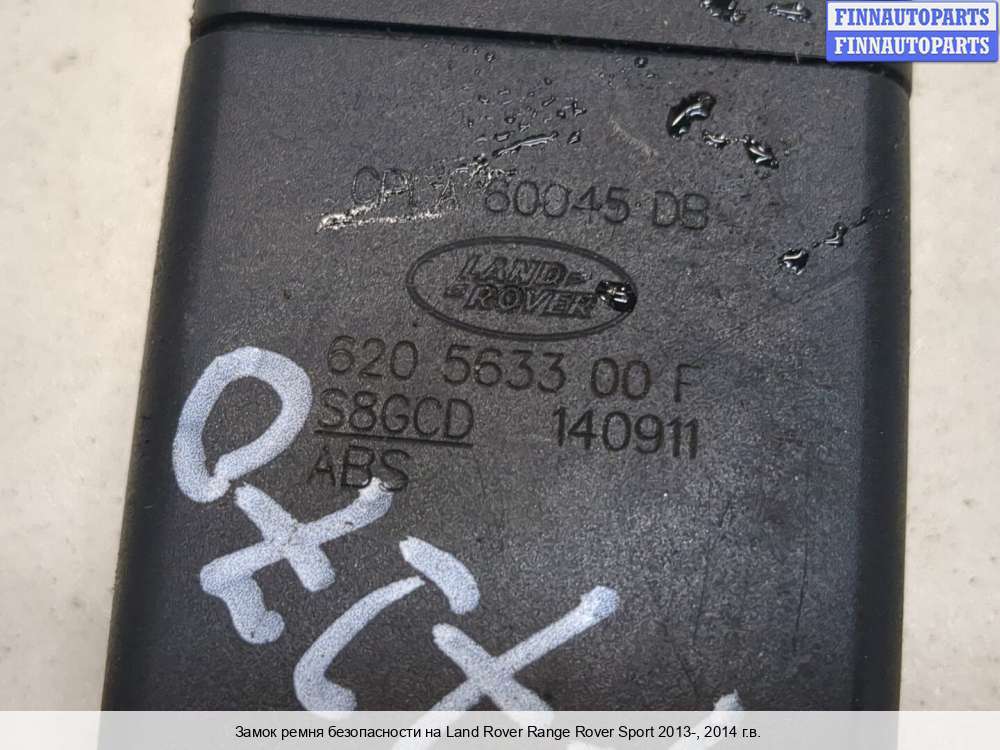 FINNAUTOPARTS
FINNAUTOPARTS
60045 DB
LAND
ROVER
620 5633 00 F
S8GCD 140911
ABS
Замок ремня безопасности на Land Rover Range Rover Sport 2013-, 2014 г.в.